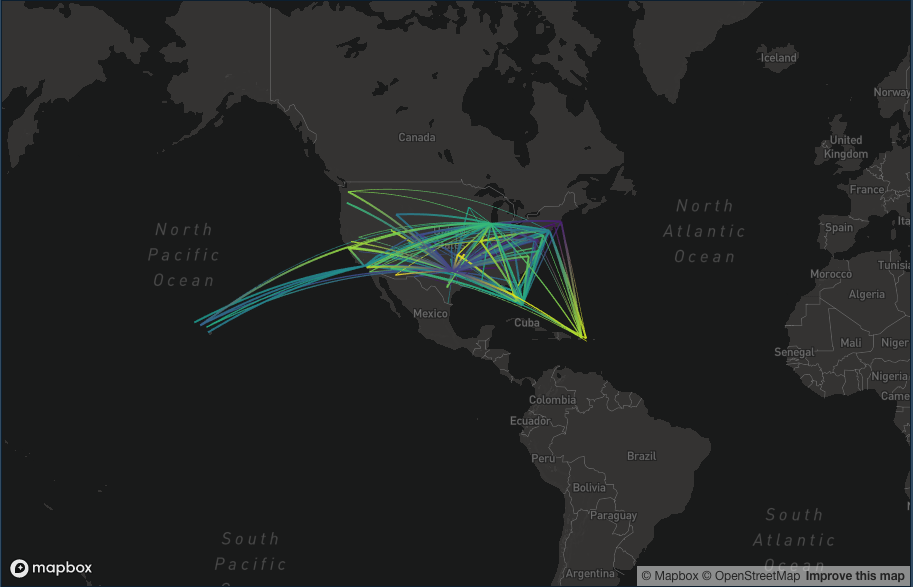 Iceland
Norway
Canada
United
Kingdom
France
North
Pacific
Ocean
North
Atlantic
Ocean
Spain
Ita
Morocco
Tunisia
Algeria
Mexico
Cuba
Mali
Niger
Senegal
Nigeria
Came
Colombia
Ecuador
Peru
Brazil
Bolivia
Paraguay
South
Pacific
South
Atlantic
Ocean
Argentina
mapbox
© Mapbox © OpenStreetMap Improve this map